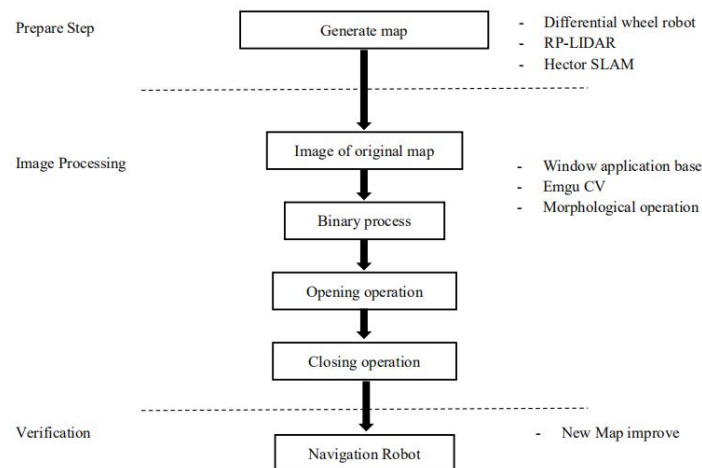 Prepare Step
Generate map
- Differential wheel robot
- RP-LIDAR
- Hector SLAM
Image Processing
Image of original map
- Window application base
- Emgu CV
- Morphological operation
Binary process
Opening operation
Closing operation
Verification
- New Map improve
Navigation Robot